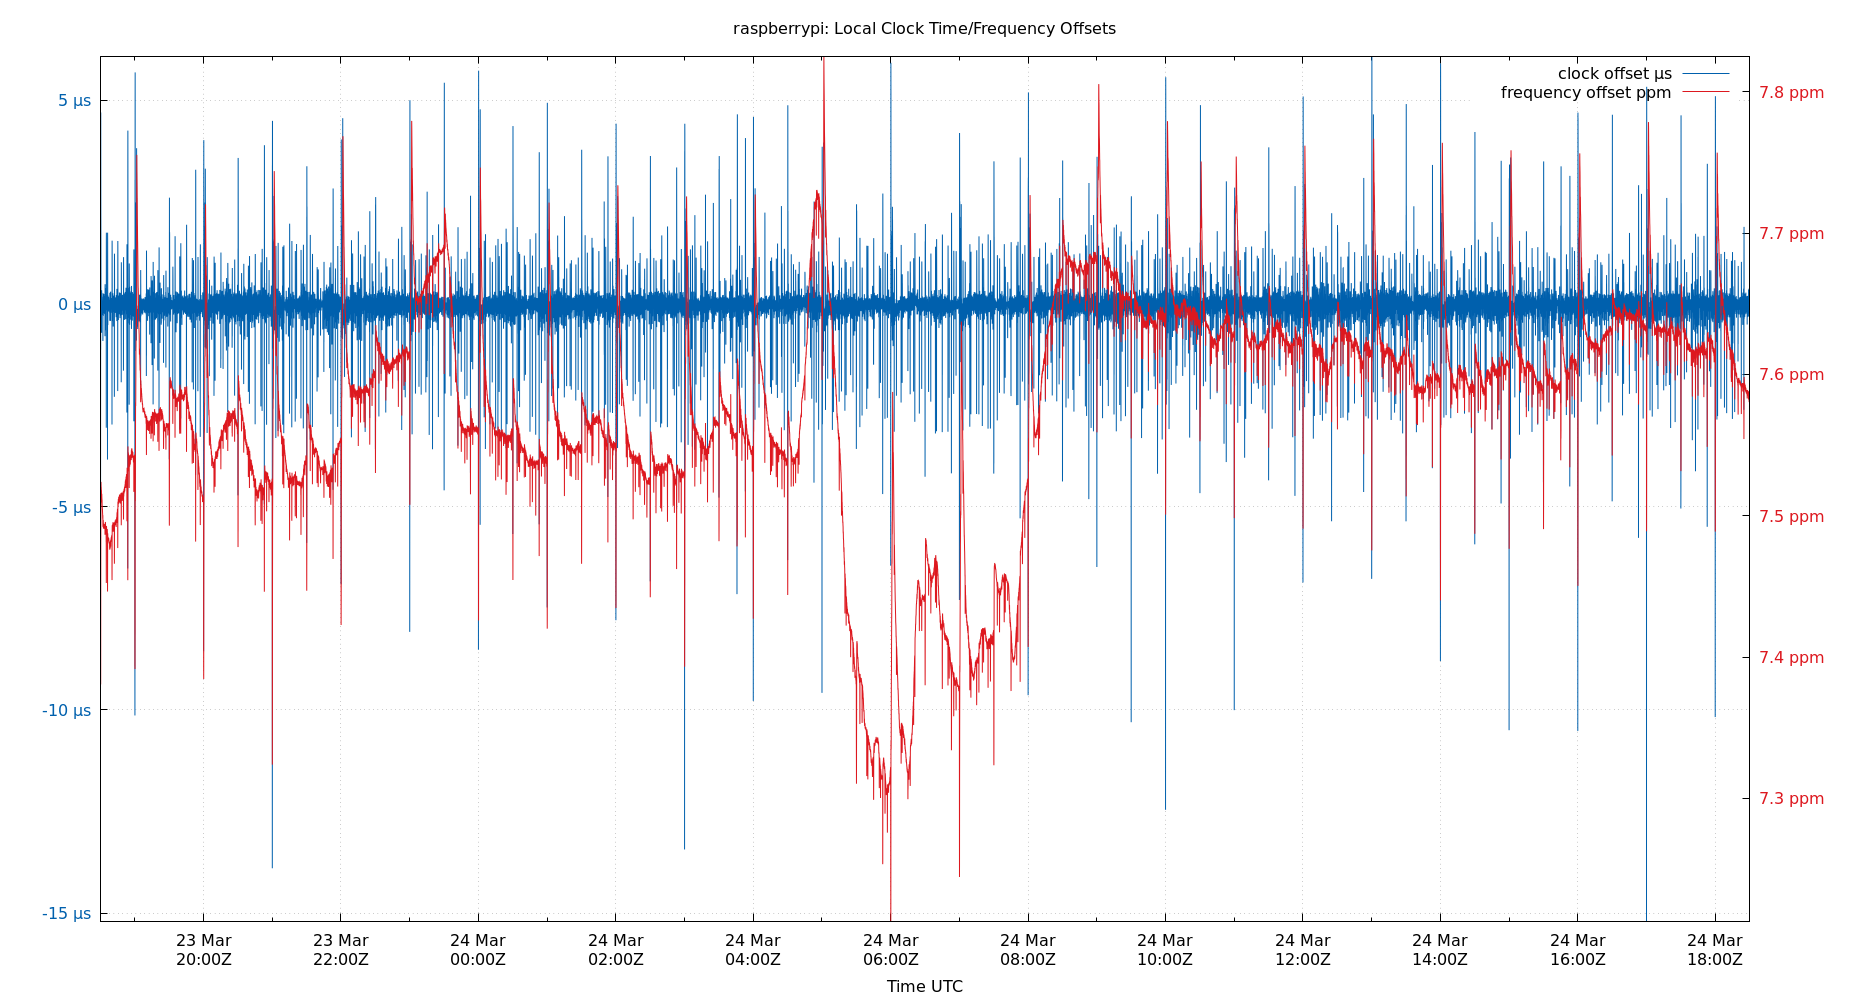 raspberrypi: Local Clock Time/Frequency Offsets
clock offset µs
frequency offset ppm
5 µs
0 µs
-5 µs
-10 µs
-15 µs
7.8 ppm
7.7 ppm
7.6 ppm
7.5 ppm
7.4 ppm
7.3 ppm
23 Mar 23 Mar 24 Mar 24 Mar 24 Mar 24 Mar 24 Mar 24 Mar 24 Mar 24 Mar 24 Mar 24 Mar
20:00Z 22:00Z 00:00Z 02:00Z 04:00Z 06:00Z 08:00Z 10:00Z 12:00Z 14:00Z 16:00Z 18:00Z
Time UTC